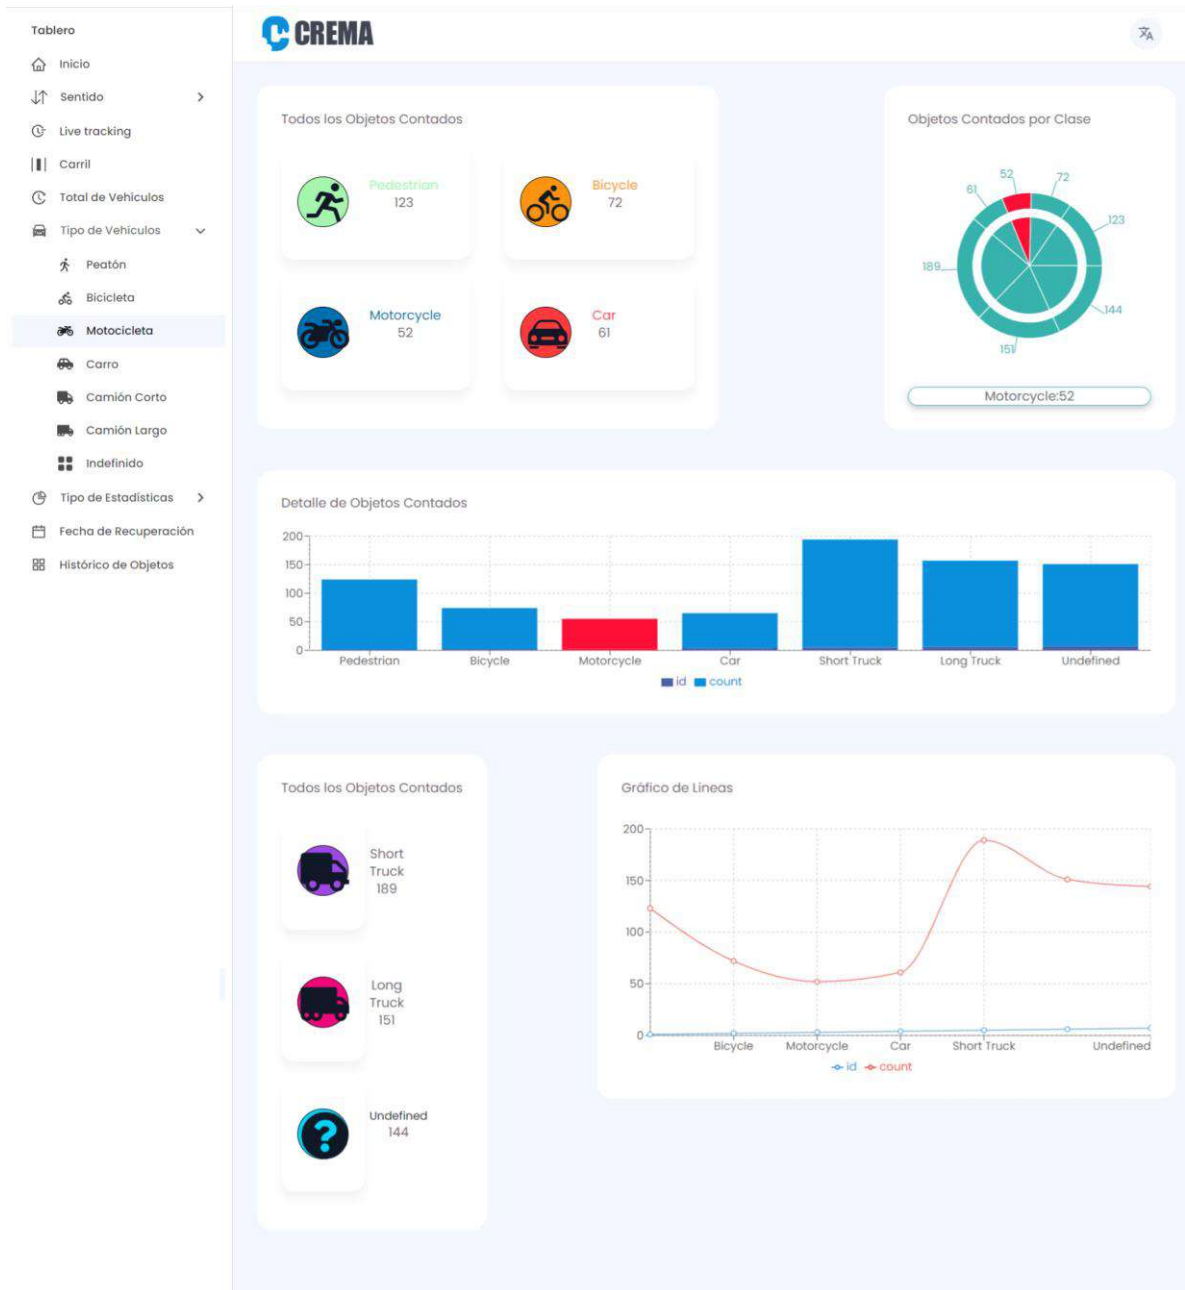 Tablero
Inicio
Sentido
Live tracking
Carril
Total de Vehículos
Tipo de Vehículos
Peatón
Bicicleta
Motocicleta
Carro
Camión Corto
Camión Largo
Indefinido
Tipo de Estadísticas
Fecha de Recuperación
Histórico de Objetos
CREMA
Todos los Objetos Contados
Pedestrian
123
Bicycle
72
Motorcycle
52
Car
61
Objetos Contados por Clase
52
72
61
123
189
144
151
Motorcycle:52
Detalle de Objetos Contados
200
150
100
50
0
Pedestrian Bicycle Motorcycle Car Short Truck Long Truck Undefined
id count
Todos los Objetos Contados
Short
Truck
189
Long
Truck
151
Undefined
144
Gráfico de Líneas
200
150
100
50
0
Bicycle Motorcycle Car Short Truck Undefined
id count